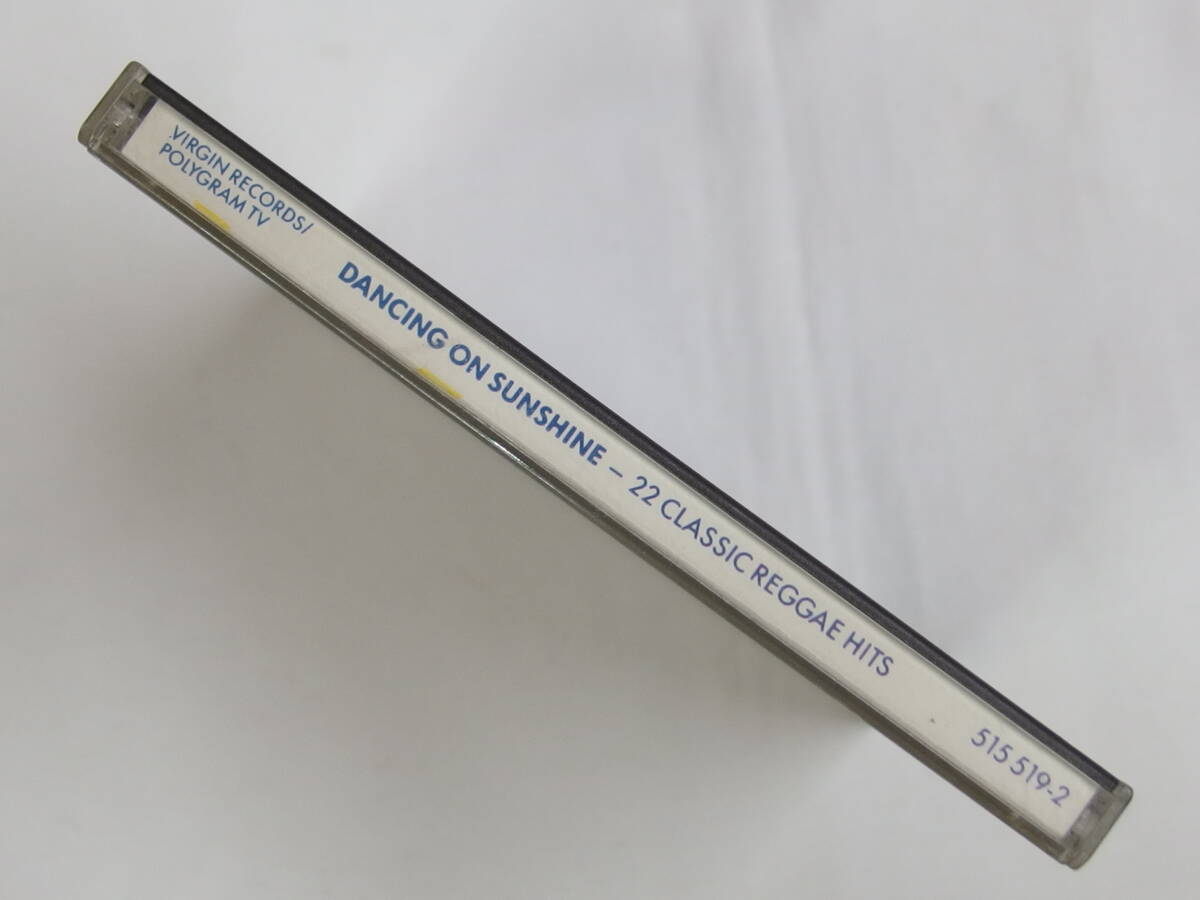 VIRGIN RECORDS/
POLYGRAM TV
DANCING ON SUNSHINE – 22 CLASSIC REGGAE HITS
515 519-2